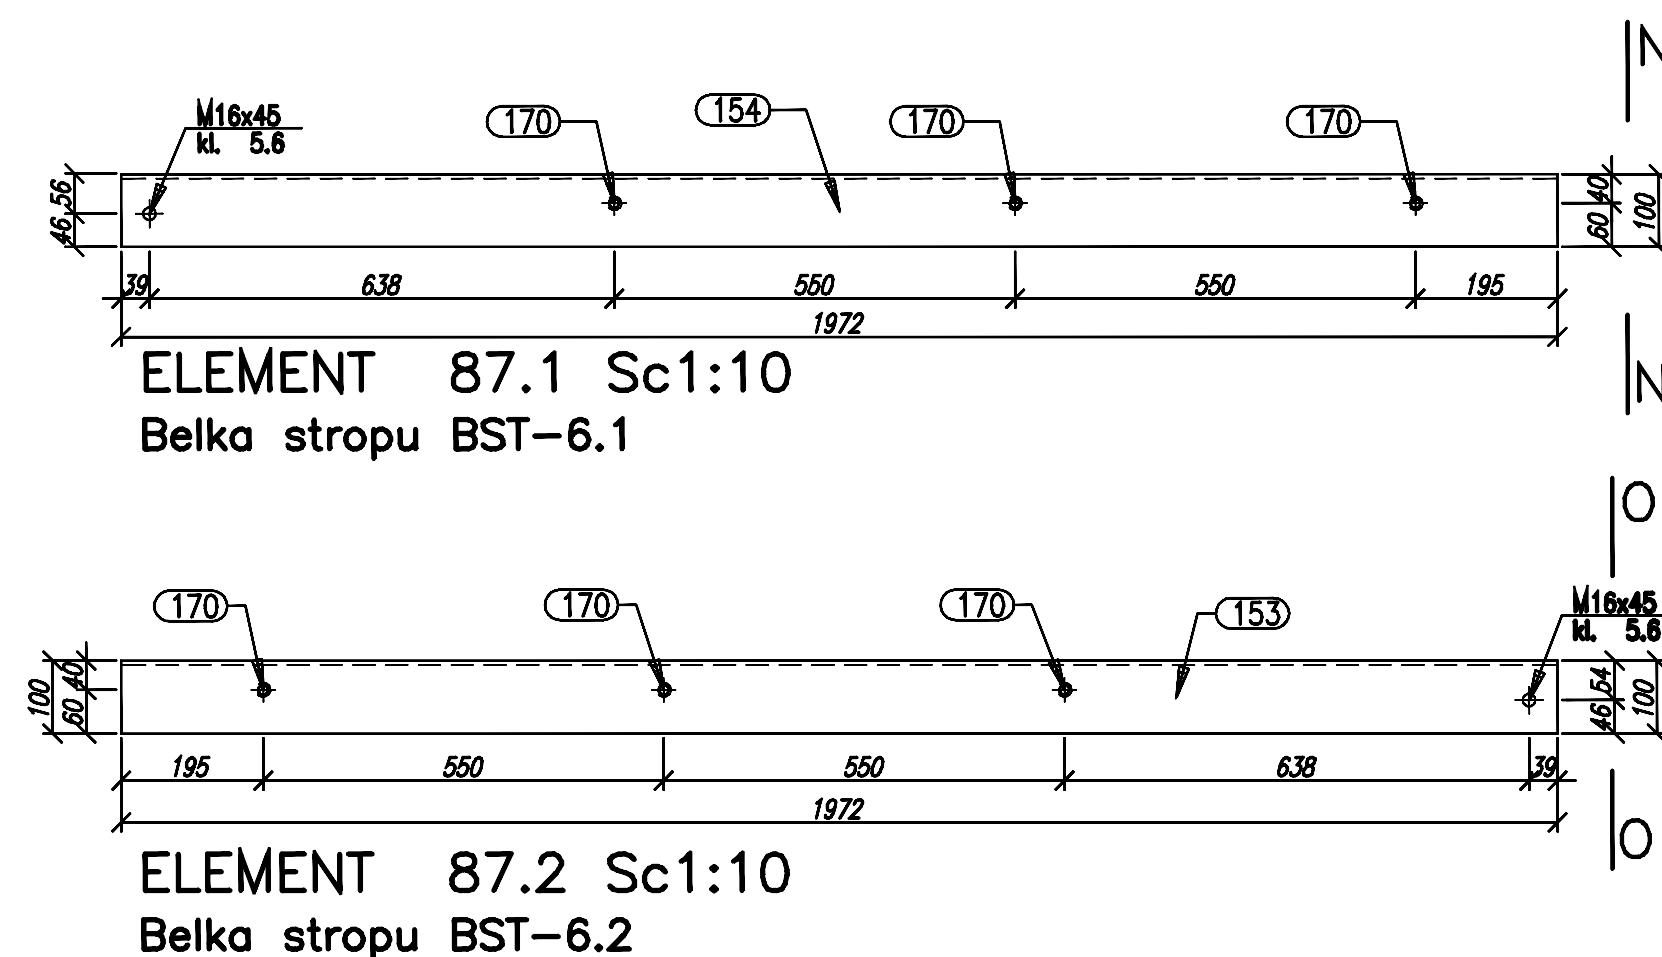 M16x45
kl. 5.6
170
154
170
170
56
46
40
60
100
39
638
550
550
195
1972
ELEMENT 87.1 Sc1:10
Belka stropu BST-6.1
170
170
170
153
M16x45
kl. 5.6
100
40
60
54
46
100
195
550
550
638
39
1972
ELEMENT 87.2 Sc1:10
Belka stropu BST-6.2
N
N
O
O